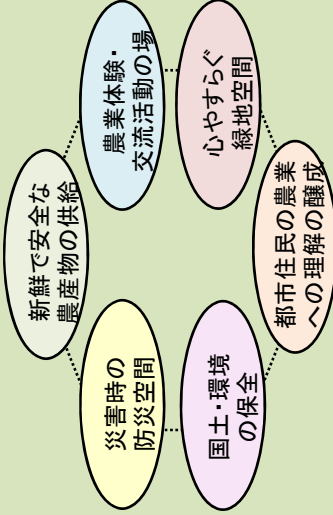 新鮮で安全な
農産物の供給
農業体験・
交流活動の場
心やすらぐ
緑地空間
都市住民の農業
への理解の醸成
国土・環境
の保全
災害時の
防災空間